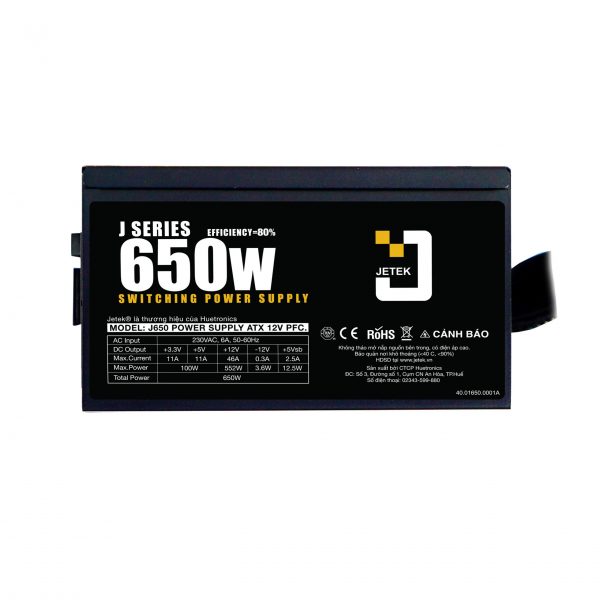 J SERIES
EFFICIENCY=80%
650W
SWITCHING POWER SUPPLY
JETEK
Jetek® là thương hiệu của Huetronics
MODEL: J650 POWER SUPPLY ATX 12V PFC.
AC Input 230VAC, 6A, 50-60Hz
DC Output +3.3V +5V +12V -12V +5Vsb
Max.Current 11A 11A 46A 0.3A 2.5A
Max.Power 100W 552W 3.6W 12.5W
Total Power 650W
CE RoHS CẢNH BÁO
Không tháo mở nắp nguồn bên trong, có điện áp cao.
Bảo quản nơi khô thoáng (<40 C, <90%)
HDSD tại www.jetek.vn
Sản xuất bởi CTCP Huetronics
ĐC: Số 3, Đường số 1, Cụm CN An Hòa, TP.Huế
Số điện thoại: 02343-599-880
40.01650.0001A